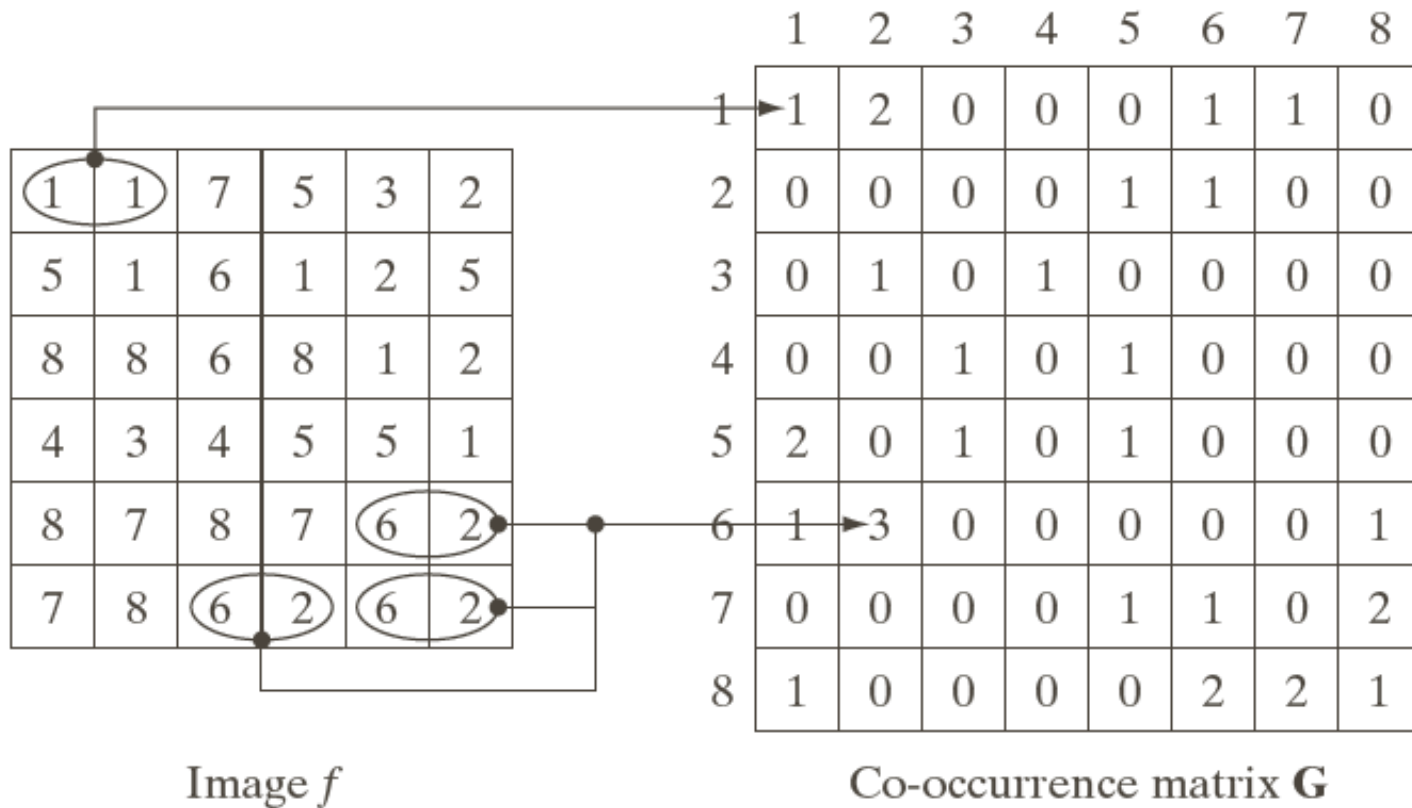 1 2 3 4 5 6 7 8
1 1 2 0 0 0 1 1 0
1 1 7 5 3 2
2 0 0 0 0 1 1 0 0
5 1 6 1 2 5
3 0 1 0 1 0 0 0 0
8 8 6 8 1 2
4 0 0 1 0 1 0 0 0
4 3 4 5 5 1
5 2 0 1 0 1 0 0 0
8 7 8 7 6 2
6 1 3 0 0 0 0 0 1
7 8 6 2 6 2
7 0 0 0 0 1 1 0 2
8 1 0 0 0 0 2 2 1
Image f
Co-occurrence matrix G